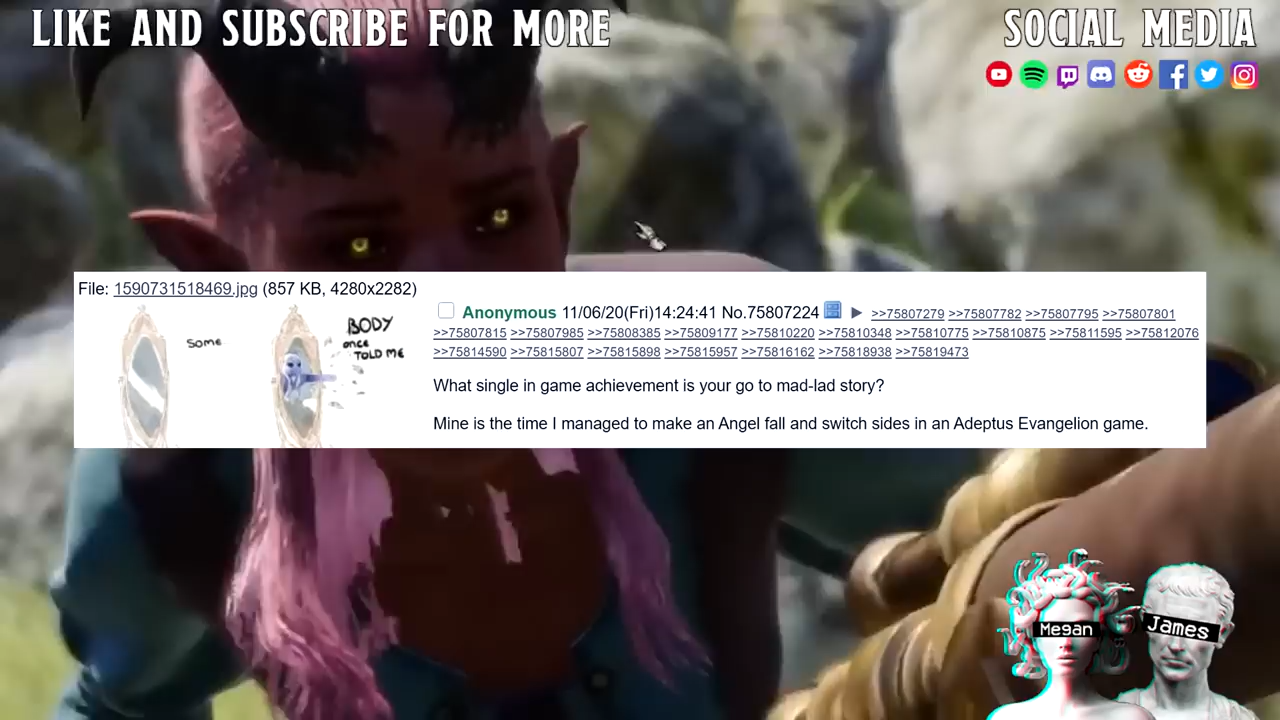 LIKE AND SUBSCRIBE FOR MORE
SOCIAL MEDIA
File: 1590731518469.jpg (857 KB, 4280x2282)
SOME
BODY
once
TOLD ME
Anonymous 11/06/20(Fri)14:24:41 No.75807224 ▶ >>75807279 >>75807782 >>75807795 >>75807801
>>75807815 >>75807985 >>75808385 >>75809177 >>75810220 >>75810348 >>75810775 >>75810875 >>75811595 >>75812076
>>75814590 >>75815807 >>75815898 >>75815957 >>75816162 >>75818938 >>75819473
What single in game achievement is your go to mad-lad story?
Mine is the time I managed to make an Angel fall and switch sides in an Adeptus Evangelion game.
Megan
James